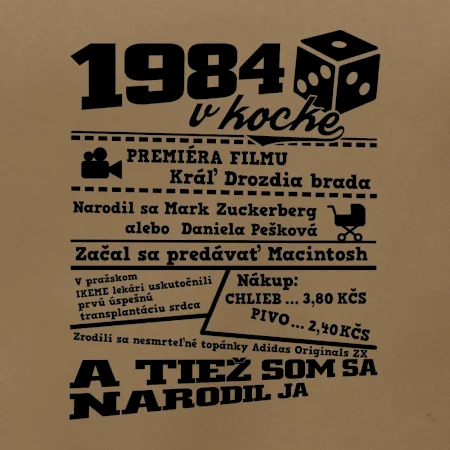 1984
v kocke
PREMIÉRA FILMU
Kráľ Drozdia brada
Narodil sa Mark Zuckerberg
alebo Daniela Pešková
Začal sa predávať Macintosh
V pražskom
IKEME lekári uskutočnili
prvú úspešnú
transplantáciu srdca
Nákup:
CHLIEB ... 3,80 KČS
PIVO ... 2,40 KČS
Zrodili sa nesmrteľné topánky Adidas Originals ZX
A TIEŽ SOM SA
NARODIL JA